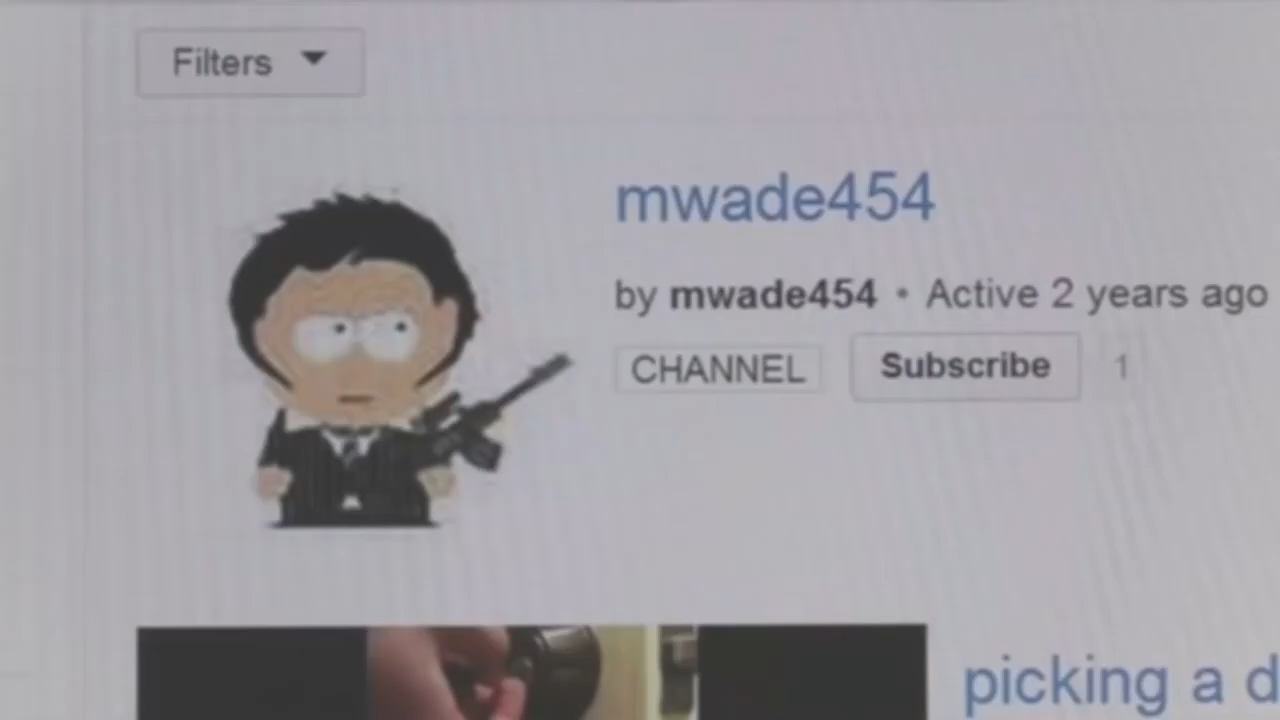 Filters
mwade454
by mwade454 • Active 2 years ago
CHANNEL Subscribe 1
picking a